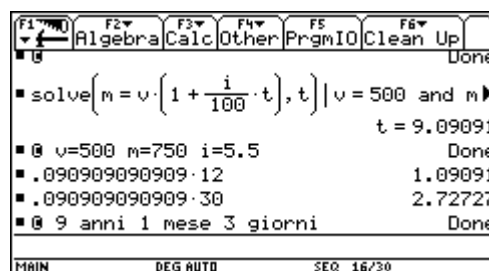 F1 F2 F3 F4 F5 F6
Algebra Calc Other PrgmIO Clean Up
Done
solve(m = v·(1 + i/100·t), t) | v = 500 and m
t = 9.09091
v=500 m=750 i=5.5 Done
.090909090909·12 1.09091
.090909090909·30 2.72727
9 anni 1 mese 3 giorni Done
MAIN DEG AUTO SEQ 16/30